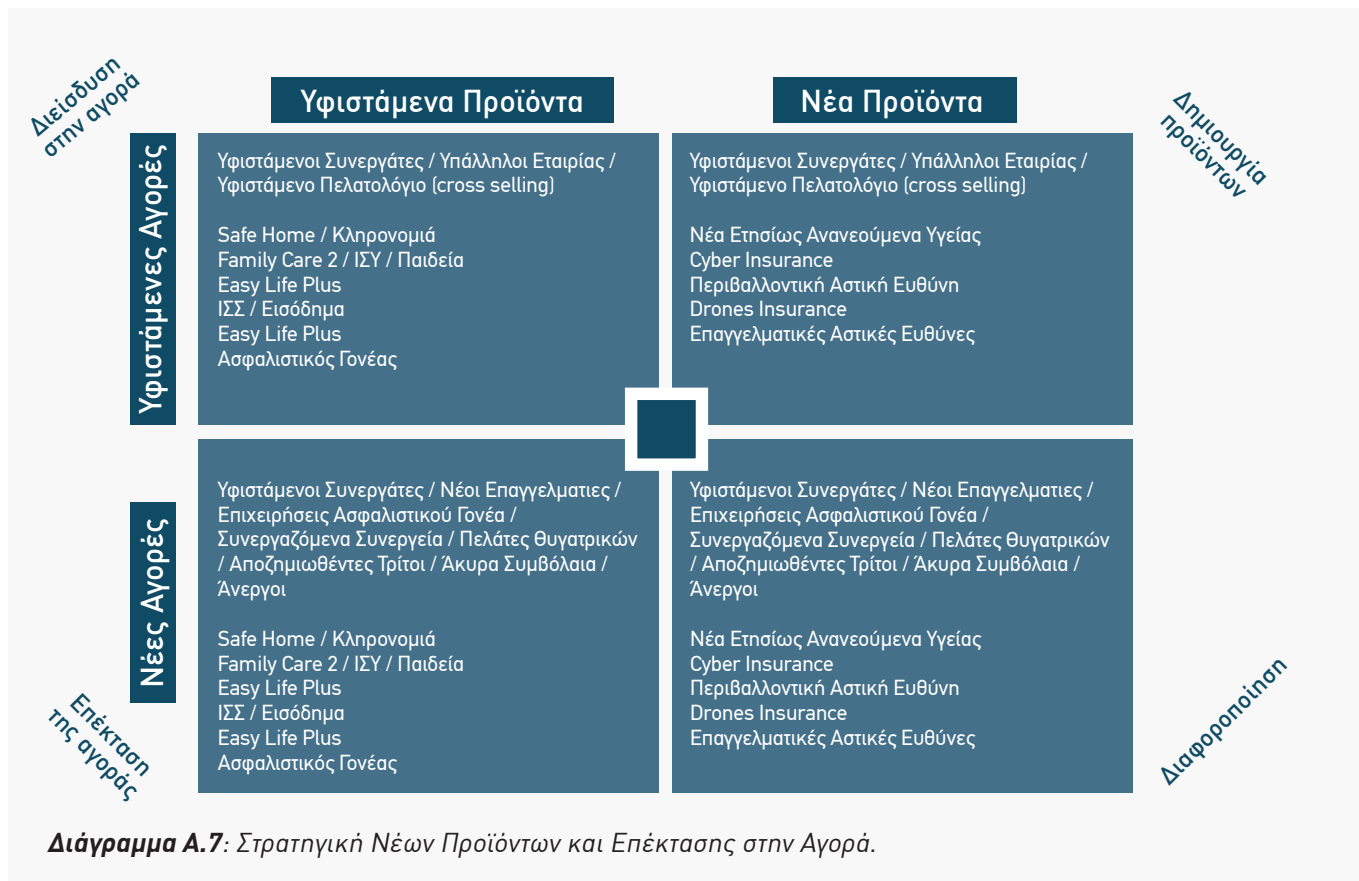 Διείσδυση
στην αγορά
Υφιστάμενα Προϊόντα
Νέα Προϊόντα
Δημιουργία
προϊόντων
Υφιστάμενες Αγορές
Υφιστάμενοι Συνεργάτες / Υπάλληλοι Εταιρίας /
Υφιστάμενο Πελατολόγιο (cross selling)
Safe Home / Κληρονομιά
Family Care 2 / ΙΣΥ / Παιδεία
Easy Life Plus
ΙΣΣ / Εισόδημα
Easy Life Plus
Ασφαλιστικός Γονέας
Υφιστάμενοι Συνεργάτες / Υπάλληλοι Εταιρίας /
Υφιστάμενο Πελατολόγιο (cross selling)
Νέα Ετησίως Ανανεούμενα Υγείας
Cyber Insurance
Περιβαλλοντική Αστική Ευθύνη
Drones Insurance
Επαγγελματικές Αστικές Ευθύνες
Νέες Αγορές
Υφιστάμενοι Συνεργάτες / Νέοι Επαγγελματιες /
Επιχειρήσεις Ασφαλιστικού Γονέα /
Συνεργαζόμενα Συνεργεία / Πελάτες Θυγατρικών
/ Αποζημιωθέντες Τρίτοι / Άκυρα Συμβόλαια /
Άνεργοι
Safe Home / Κληρονομιά
Family Care 2 / ΙΣΥ / Παιδεία
Easy Life Plus
ΙΣΣ / Εισόδημα
Easy Life Plus
Ασφαλιστικός Γονέας
Υφιστάμενοι Συνεργάτες / Νέοι Επαγγελματιες /
Επιχειρήσεις Ασφαλιστικού Γονέα /
Συνεργαζόμενα Συνεργεία / Πελάτες Θυγατρικών
/ Αποζημιωθέντες Τρίτοι / Άκυρα Συμβόλαια /
Άνεργοι
Νέα Ετησίως Ανανεούμενα Υγείας
Cyber Insurance
Περιβαλλοντική Αστική Ευθύνη
Drones Insurance
Επαγγελματικές Αστικές Ευθύνες
Επέκταση
της αγοράς
Διαφοροποίηση
Διάγραμμα Α.7: Στρατηγική Νέων Προϊόντων και Επέκτασης στην Αγορά.